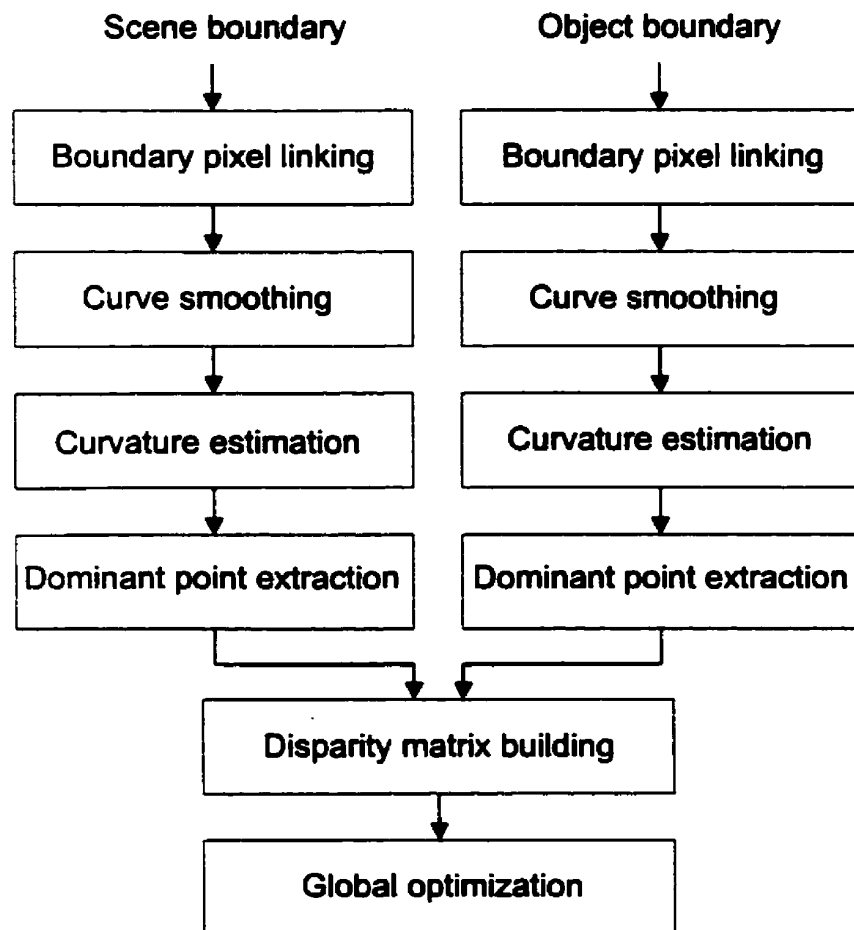 Scene boundary
Object boundary
Boundary pixel linking
Boundary pixel linking
Curve smoothing
Curve smoothing
Curvature estimation
Curvature estimation
Dominant point extraction
Dominant point extraction
Disparity matrix building
Global optimization